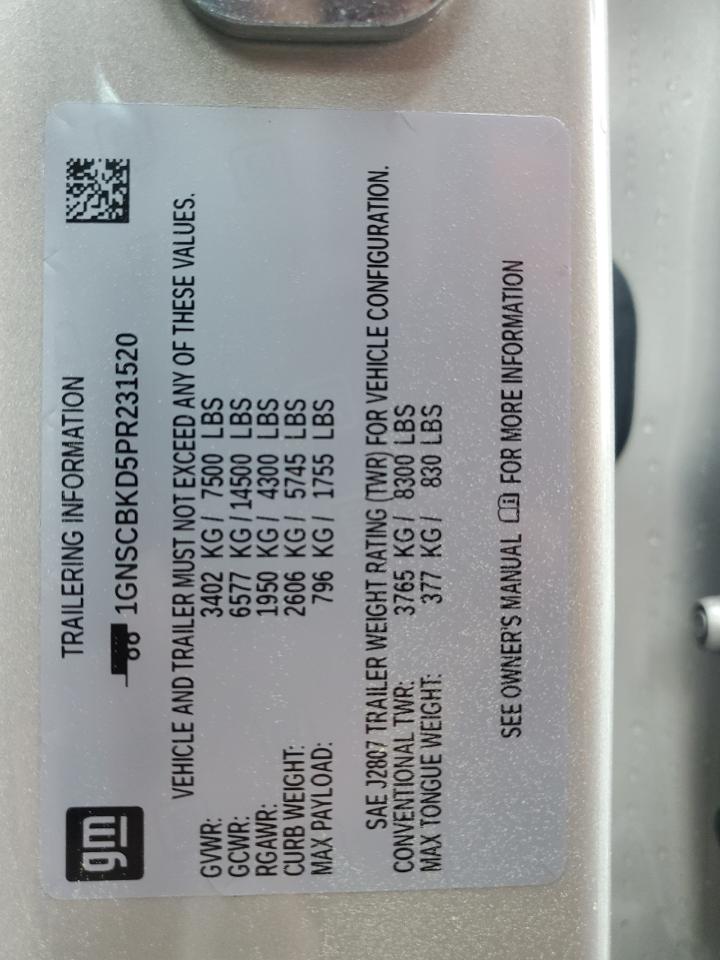 gm
TRAILERING INFORMATION
1GNSCBKD5PR231520
VEHICLE AND TRAILER MUST NOT EXCEED ANY OF THESE VALUES.
GVWR: 3402 KG / 7500 LBS
GCWR: 6577 KG / 14500 LBS
RGAWR: 1950 KG / 4300 LBS
CURB WEIGHT: 2606 KG / 5745 LBS
MAX PAYLOAD: 796 KG / 1755 LBS
SAE J2807 TRAILER WEIGHT RATING (TWR) FOR VEHICLE CONFIGURATION.
CONVENTIONAL TWR: 3765 KG / 8300 LBS
MAX TONGUE WEIGHT: 377 KG / 830 LBS
SEE OWNER'S MANUAL FOR MORE INFORMATION